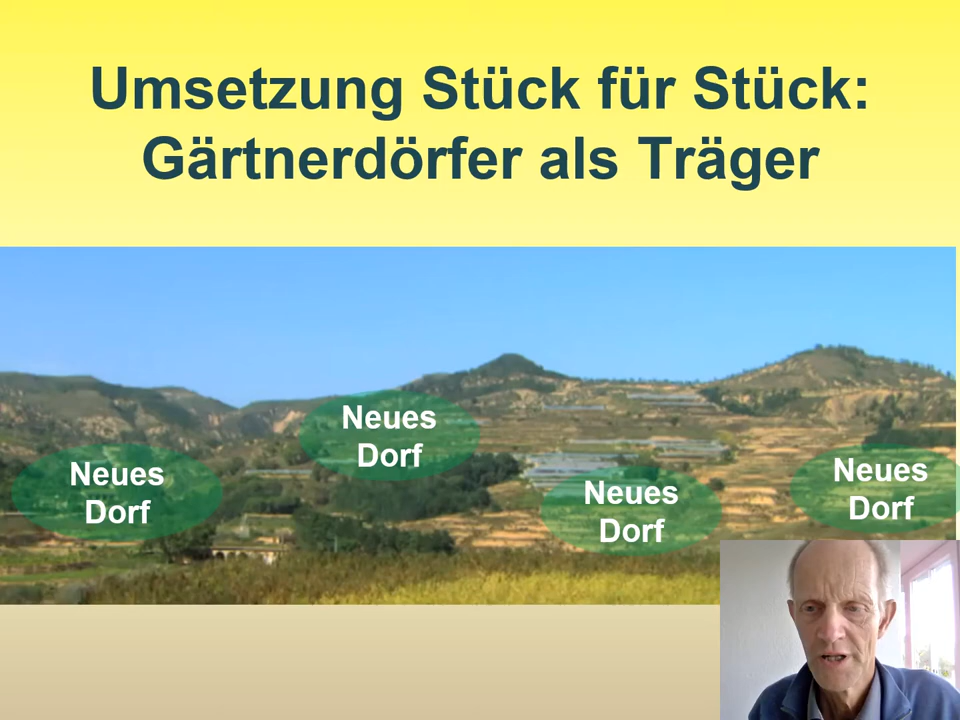 Umsetzung Stück für Stück:
Gärtnerdörfer als Träger
Neues
Dorf
Neues
Dorf
Neues
Dorf
Neues
Dorf